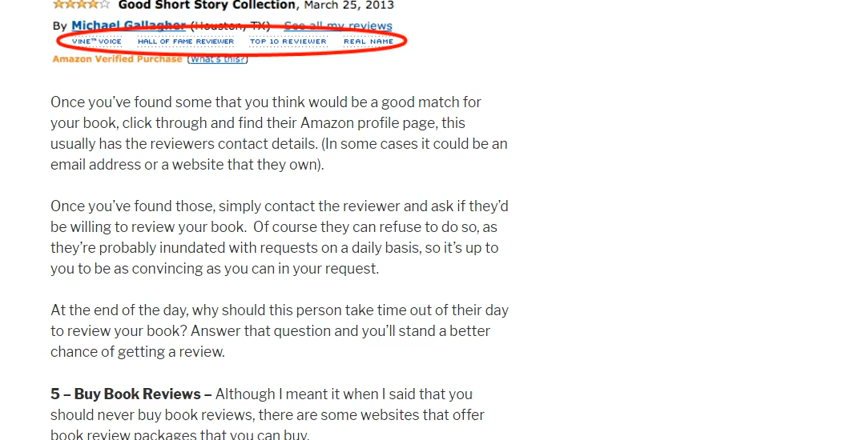 Good Short Story Collection, March 25, 2013
By Michael Gallagher (Houston, TX) - See all my reviews
VINE™ VOICE HALL OF FAME REVIEWER TOP 10 REVIEWER REAL NAME
Amazon Verified Purchase (What's this?)
Once you’ve found some that you think would be a good match for
your book, click through and find their Amazon profile page, this
usually has the reviewers contact details. (In some cases it could be an
email address or a website that they own).
Once you’ve found those, simply contact the reviewer and ask if they’d
be willing to review your book.  Of course they can refuse to do so, as
they’re probably inundated with requests on a daily basis, so it’s up to
you to be as convincing as you can in your request.
At the end of the day, why should this person take time out of their day
to review your book? Answer that question and you’ll stand a better
chance of getting a review.
5 – Buy Book Reviews – Although I meant it when I said that you
should never buy book reviews, there are some websites that offer
book review packages that you can buy.